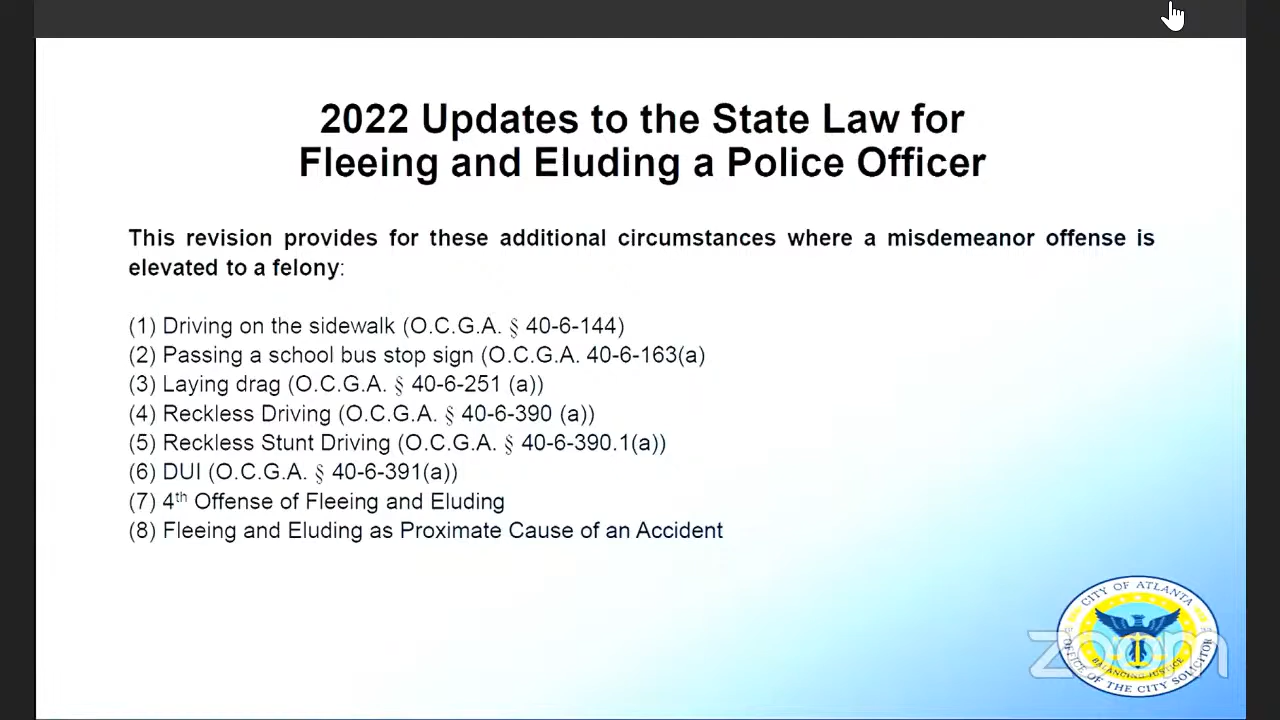 2022 Updates to the State Law for
Fleeing and Eluding a Police Officer
This revision provides for these additional circumstances where a misdemeanor offense is
elevated to a felony:
(1) Driving on the sidewalk (O.C.G.A. § 40-6-144)
(2) Passing a school bus stop sign (O.C.G.A. 40-6-163(a)
(3) Laying drag (O.C.G.A. § 40-6-251 (a))
(4) Reckless Driving (O.C.G.A. § 40-6-390 (a))
(5) Reckless Stunt Driving (O.C.G.A. § 40-6-390.1(a))
(6) DUI (O.C.G.A. § 40-6-391(a))
(7) 4th Offense of Fleeing and Eluding
(8) Fleeing and Eluding as Proximate Cause of an Accident
CITY OF ATLANTA
zoom
BALANCING JUSTICE
OFFICE OF THE CITY SOLICITOR